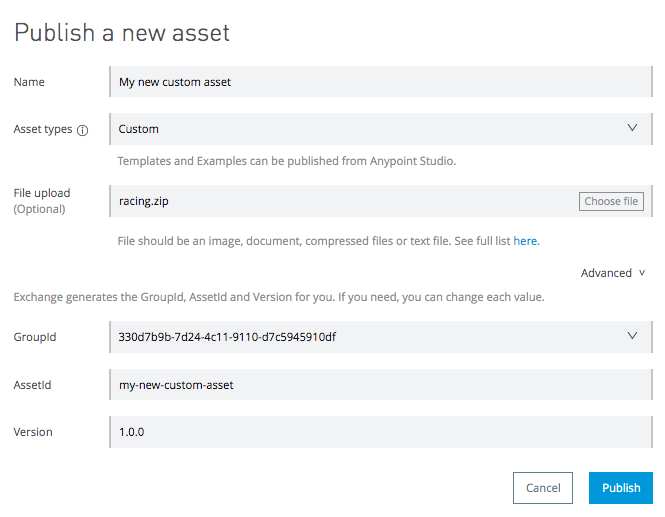 Publish a new asset
Name
My new custom asset
Asset types
Custom
Templates and Examples can be published from Anypoint Studio.
File upload
(Optional)
racing.zip
Choose file
File should be an image, document, compressed files or text file. See full list here.
Advanced
Exchange generates the GroupId, AssetId and Version for you. If you need, you can change each value.
GroupId
330d7b9b-7d24-4c11-9110-d7c5945910df
AssetId
my-new-custom-asset
Version
1.0.0
Cancel
Publish